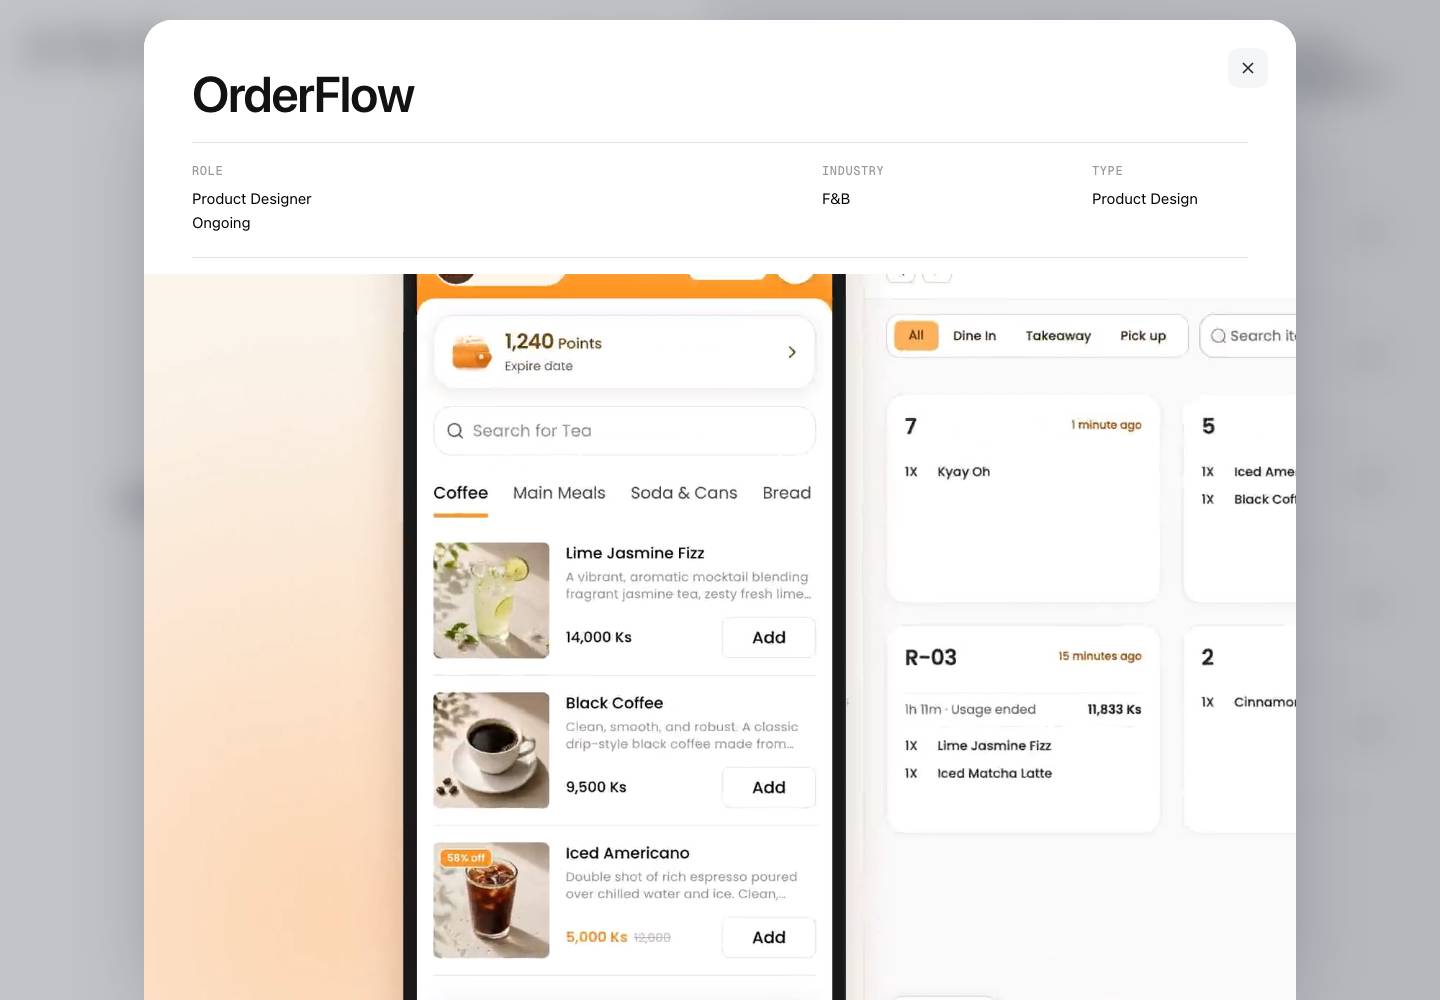 OrderFlow
ROLE
Product Designer
Ongoing
INDUSTRY
F&B
TYPE
Product Design
1,240 Points
Expire date
Search for Tea
Coffee Main Meals Soda & Cans Bread
Lime Jasmine Fizz
A vibrant, aromatic mocktail blending
fragrant jasmine tea, zesty fresh lime...
14,000 Ks
Add
Black Coffee
Clean, smooth, and robust. A classic
drip-style black coffee made from...
9,500 Ks
Add
58% off
Iced Americano
Double shot of rich espresso poured
over chilled water and ice. Clean,...
5,000 Ks 12,000
Add
All Dine In Takeaway Pick up
Search ite
7
1 minute ago
1X Kyay Oh
5
1X Iced Ame
1X Black Coff
R-03
15 minutes ago
1h 11m · Usage ended
11,833 Ks
1X Lime Jasmine Fizz
1X Iced Matcha Latte
2
1X Cinnamon